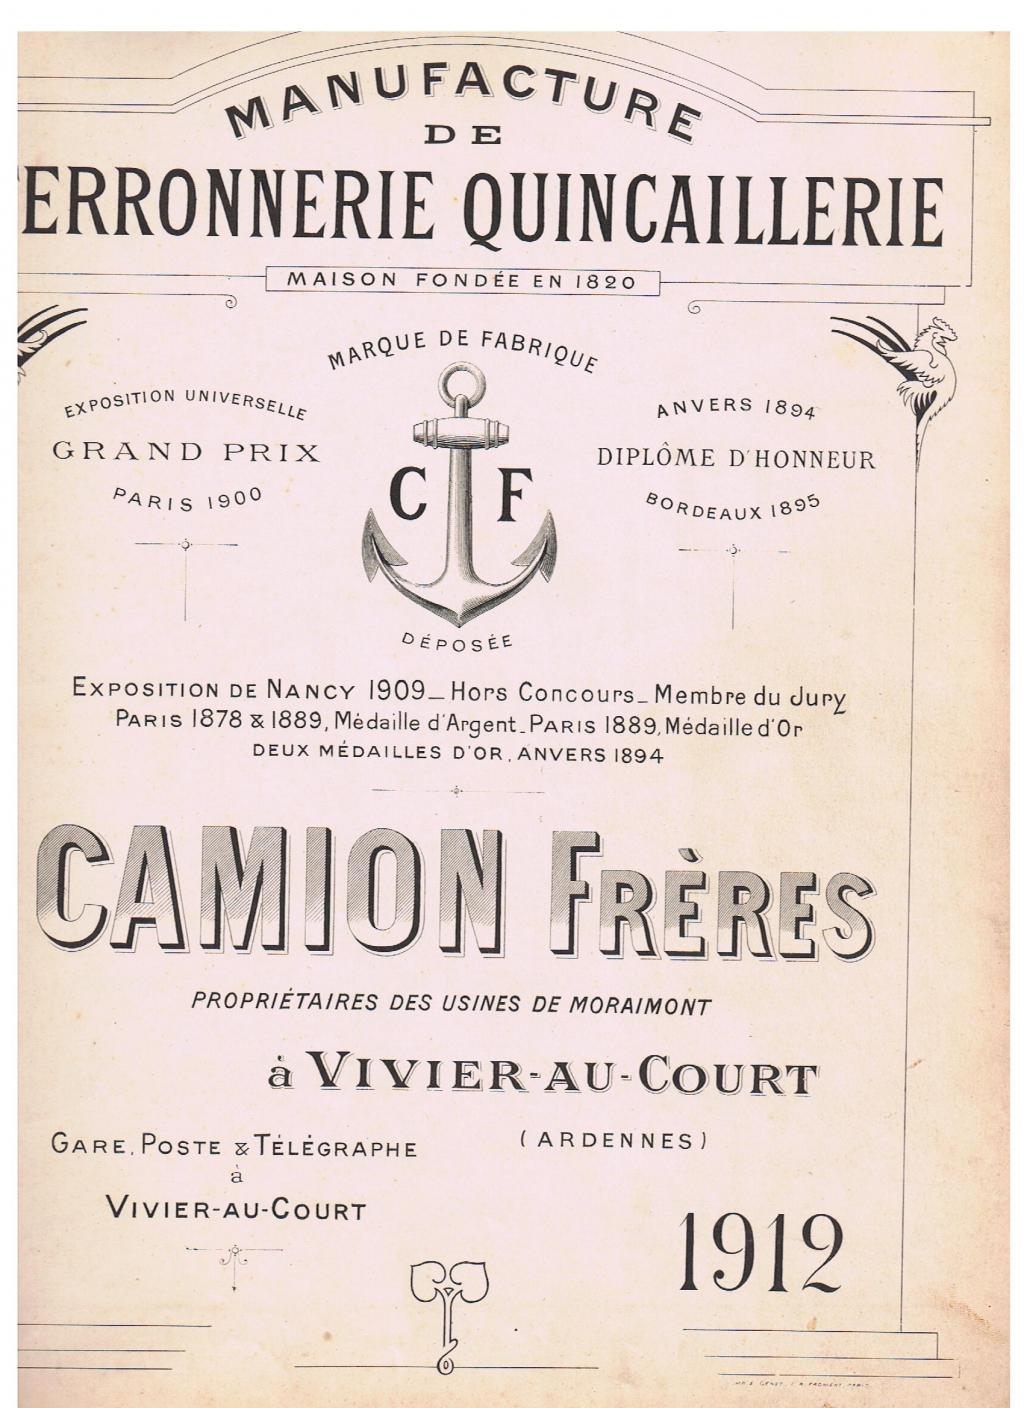 MANUFACTURE
DE
FERRONNERIE QUINCAILLERIE
MAISON FONDÉE EN 1820
MARQUE DE FABRIQUE
EXPOSITION UNIVERSELLE
GRAND PRIX
PARIS 1900
ANVERS 1894
DIPLÔME D'HONNEUR
BORDEAUX 1895
C F
DÉPOSÉE
EXPOSITION DE NANCY 1909_Hors Concours_Membre du Jury
PARIS 1878 & 1889, Médaille d'Argent_PARIS 1889, Médaille d'Or
DEUX MÉDAILLES D'OR, ANVERS 1894
CAMION FRÈRES
PROPRIÉTAIRES DES USINES DE MORAIMONT
à VIVIER-AU-COURT
(ARDENNES)
GARE, POSTE & TÉLÉGRAPHE
à
VIVIER-AU-COURT
1912